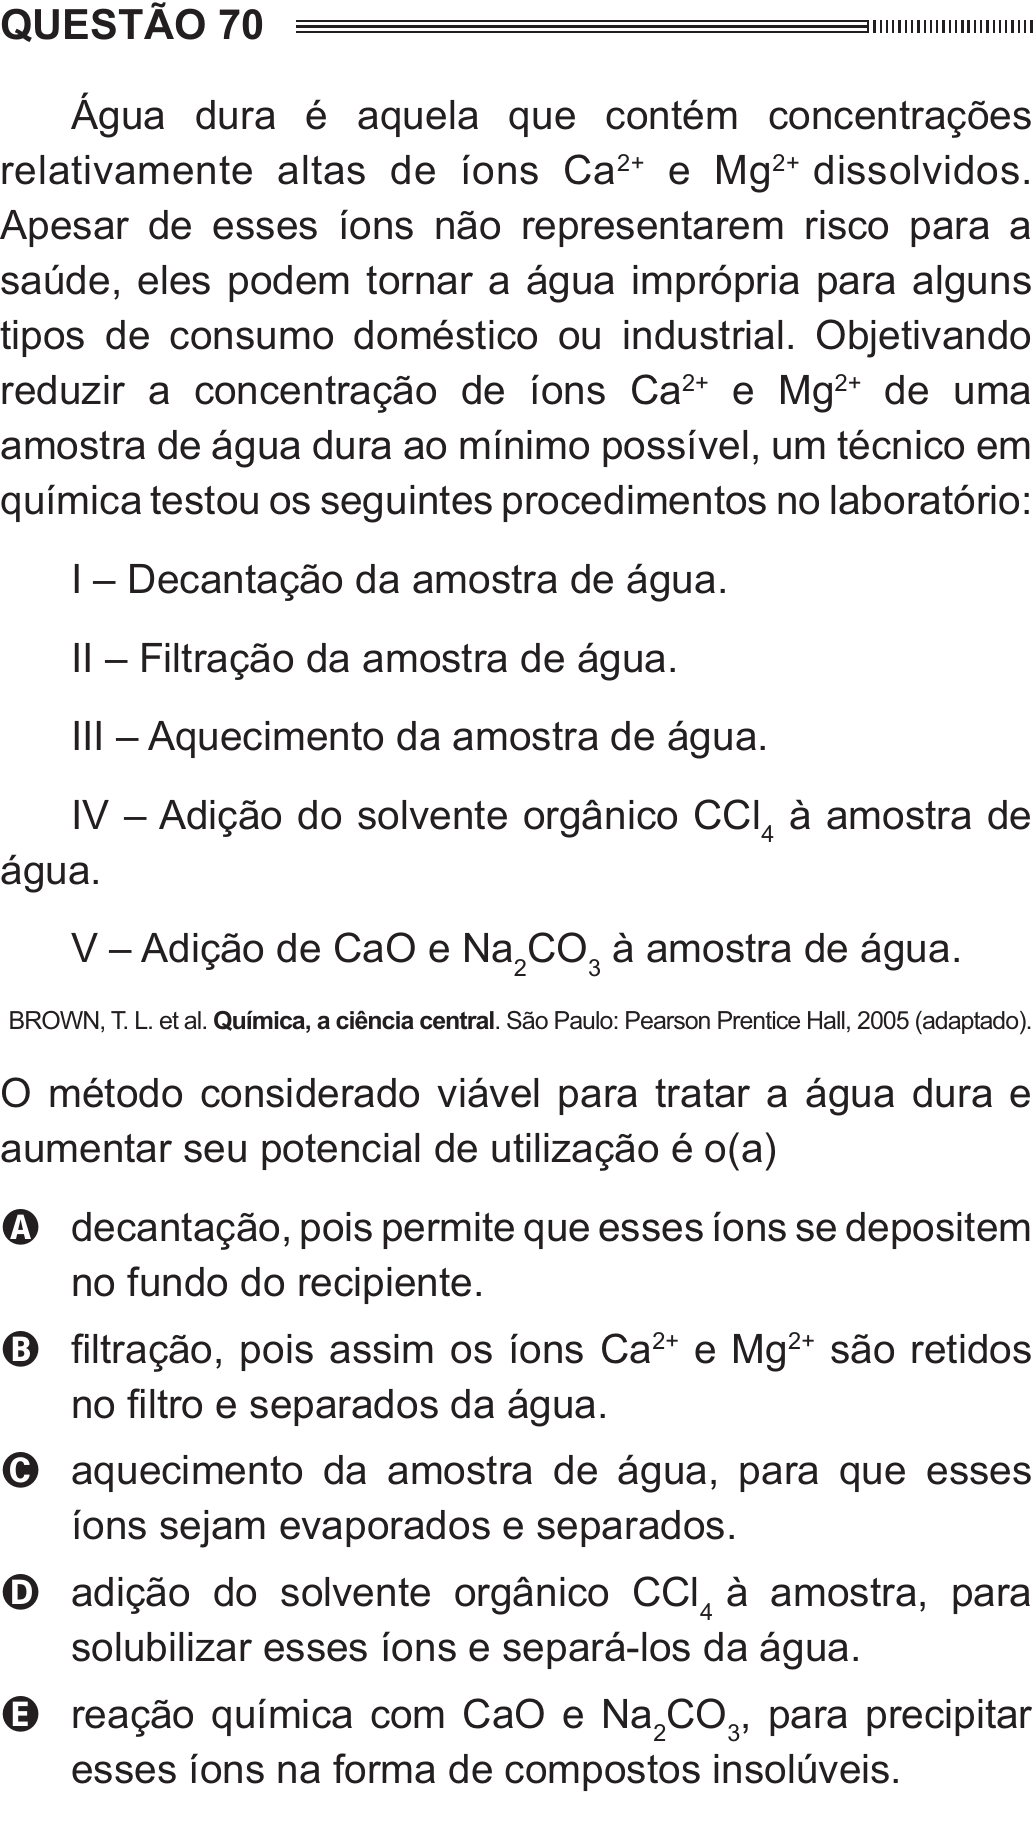 QUESTÃO 70
Água dura é aquela que contém concentrações
relativamente altas de íons Ca²⁺ e Mg²⁺ dissolvidos.
Apesar de esses íons não representarem risco para a
saúde, eles podem tornar a água imprópria para alguns
tipos de consumo doméstico ou industrial. Objetivando
reduzir a concentração de íons Ca²⁺ e Mg²⁺ de uma
amostra de água dura ao mínimo possível, um técnico em
química testou os seguintes procedimentos no laboratório:
I – Decantação da amostra de água.
II – Filtração da amostra de água.
III – Aquecimento da amostra de água.
IV – Adição do solvente orgânico CCl₄ à amostra de
água.
V – Adição de CaO e Na₂CO₃ à amostra de água.
BROWN, T. L. et al. Química, a ciência central. São Paulo: Pearson Prentice Hall, 2005 (adaptado).
O método considerado viável para tratar a água dura e
aumentar seu potencial de utilização é o(a)
A decantação, pois permite que esses íons se depositem
no fundo do recipiente.
B filtração, pois assim os íons Ca²⁺ e Mg²⁺ são retidos
no filtro e separados da água.
C aquecimento da amostra de água, para que esses
íons sejam evaporados e separados.
D adição do solvente orgânico CCl₄ à amostra, para
solubilizar esses íons e separá-los da água.
E reação química com CaO e Na₂CO₃, para precipitar
esses íons na forma de compostos insolúveis.